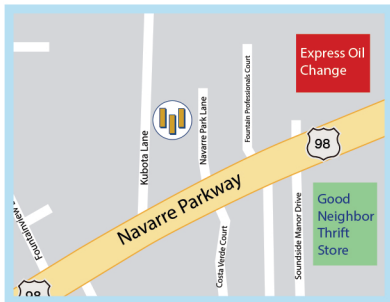 Express Oil
Change
98
Kubota Lane
Navarre Park Lane
Fountain Professionals Court
Navarre Parkway
Good
Neighbor
Thrift
Store
Costa Verde Court
Soundside Manor Drive
Fountainview
98